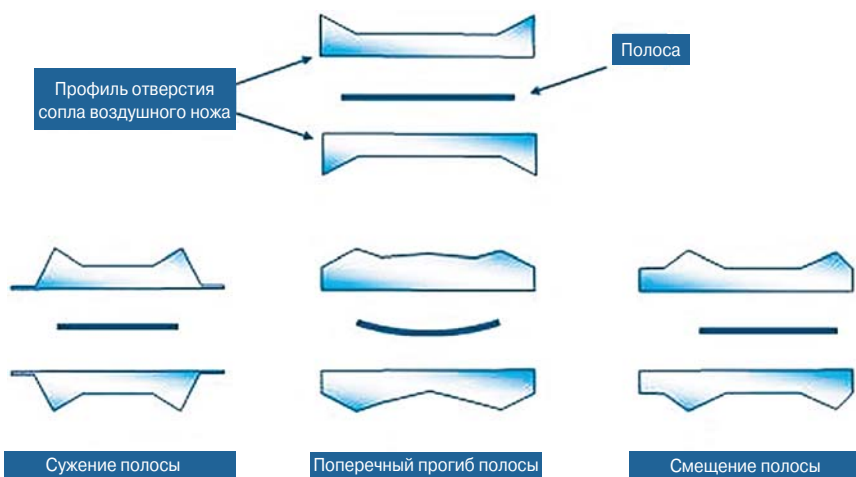 Полоса
Профиль отверстия
сопла воздушного ножа
Сужение полосы
Поперечный прогиб полосы
Смещение полосы